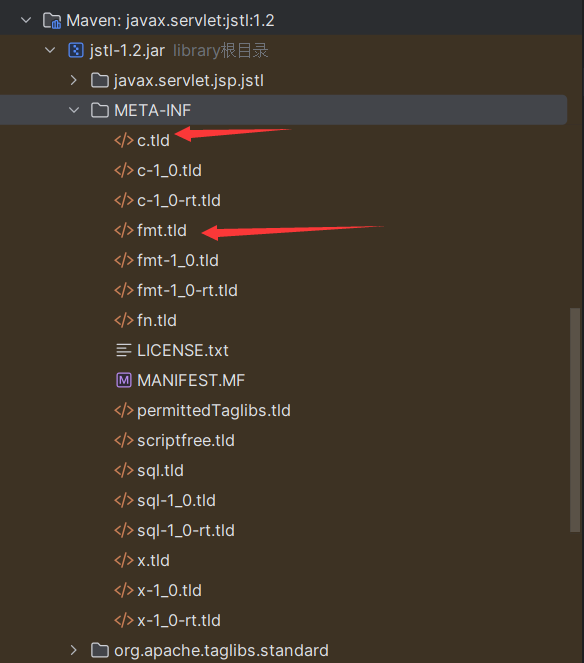 Maven: javax.servlet:jstl:1.2
jstl-1.2.jar library根目录
javax.servlet.jsp.jstl
META-INF
c.tld
c-1_0.tld
c-1_0-rt.tld
fmt.tld
fmt-1_0.tld
fmt-1_0-rt.tld
fn.tld
LICENSE.txt
M MANIFEST.MF
permittedTaglibs.tld
scriptfree.tld
sql.tld
sql-1_0.tld
sql-1_0-rt.tld
x.tld
x-1_0.tld
x-1_0-rt.tld
org.apache.taglibs.standard